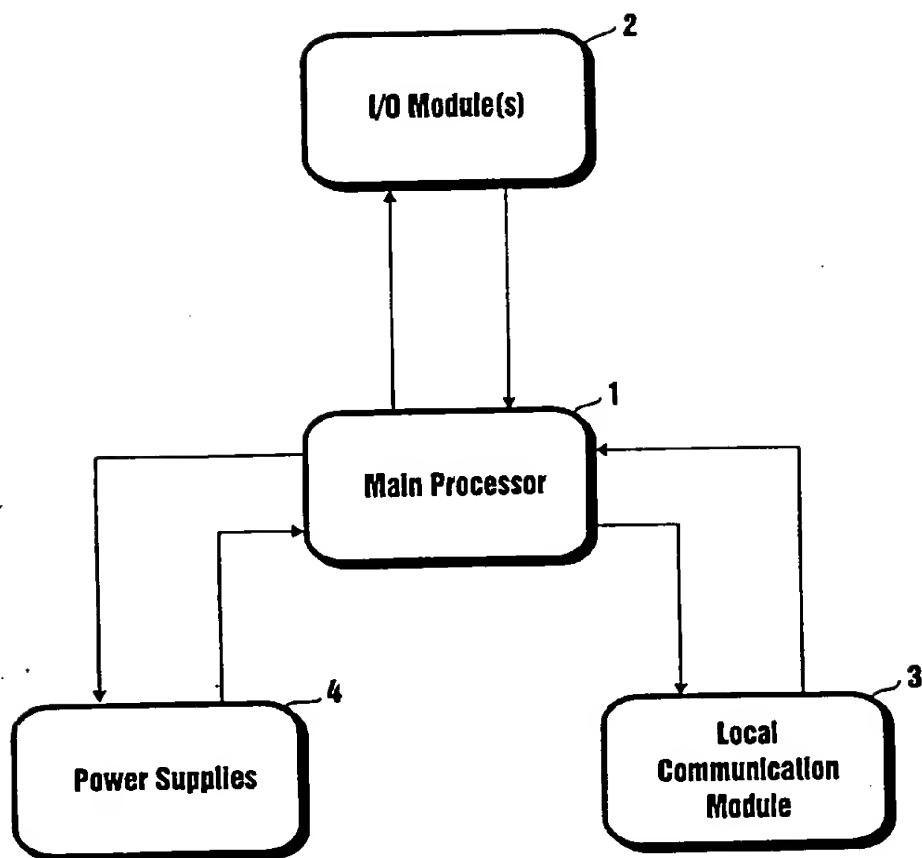 2
I/O Module(s)
1
Main Processor
4
Power Supplies
3
Local
Communication
Module